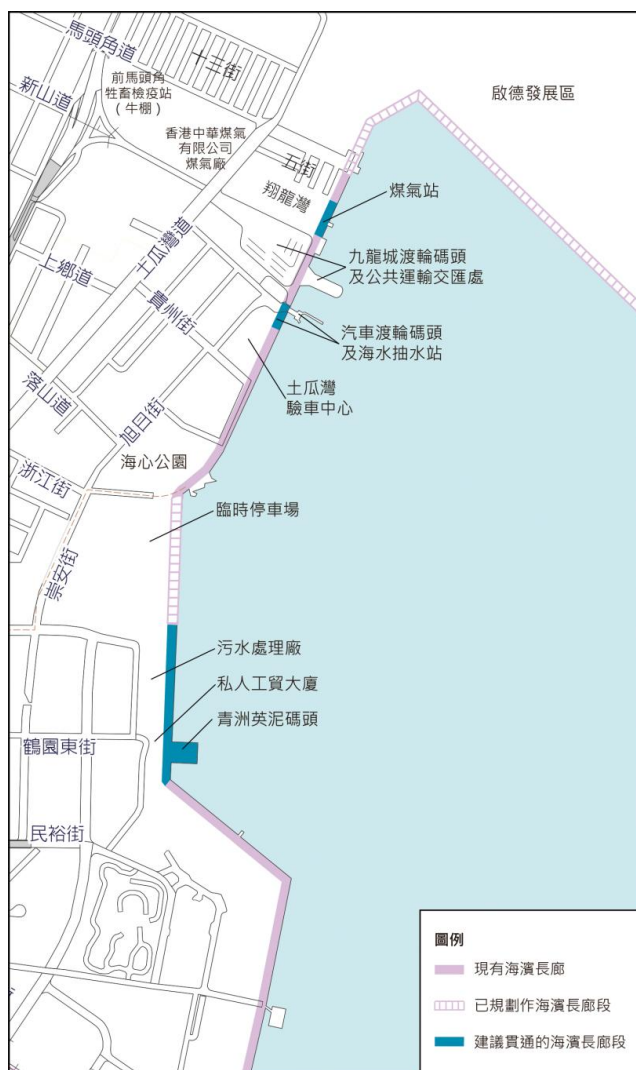 馬頭角道
十三街
啟德發展區
前馬頭角
牲畜檢疫站
（牛棚）
新山道
香港中華煤氣
有限公司
煤氣廠
五街
翔龍灣
煤氣站
土瓜灣道
九龍城渡輪碼頭
及公共運輸交匯處
上鄉道
貴州街
汽車渡輪碼頭
及海水抽水站
土瓜灣
驗車中心
落山道
旭日街
海心公園
浙江街
臨時停車場
崇安街
污水處理廠
私人工貿大廈
青洲英泥碼頭
鶴園東街
民裕街
圖例
現有海濱長廊
已規劃作海濱長廊段
建議貫通的海濱長廊段